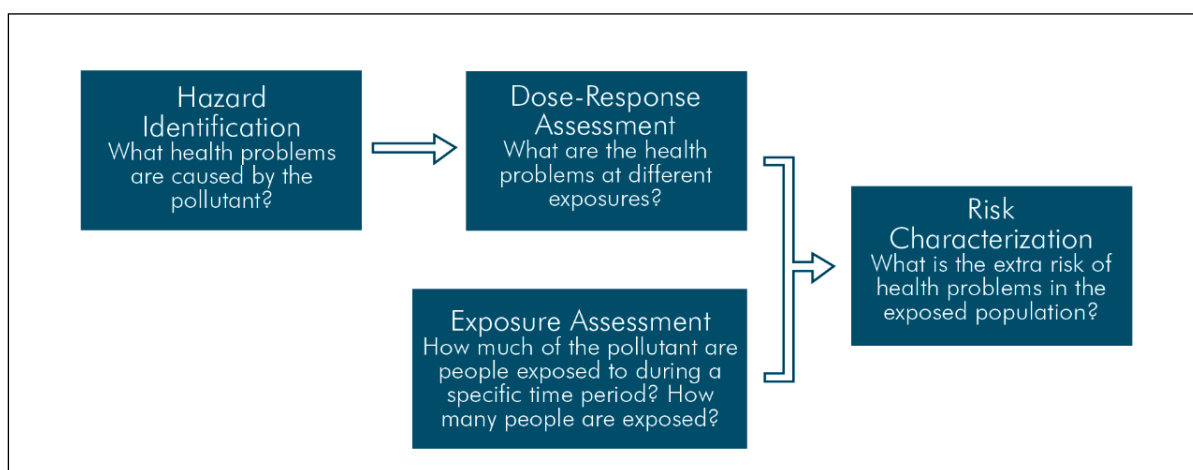 Hazard
Identification
What health problems
are caused by the
pollutant?
Dose-Response
Assessment
What are the health
problems at different
exposures?
Exposure Assessment
How much of the pollutant are
people exposed to during a
specific time period? How
many people are exposed?
Risk
Characterization
What is the extra risk of
health problems in the
exposed population?